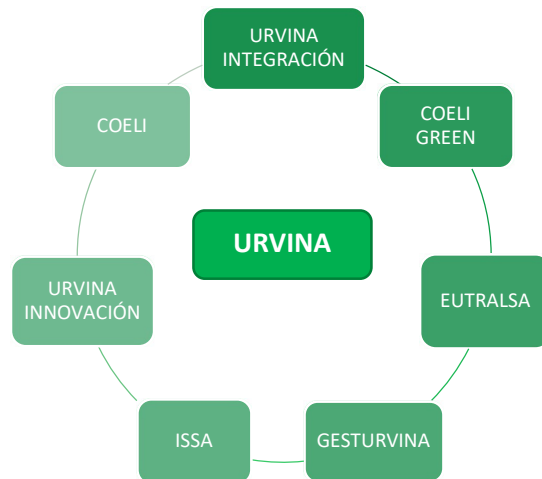 URVINA
INTEGRACIÓN
COELI
GREEN
EUTRALSA
GESTURVINA
ISSA
URVINA
INNOVACIÓN
COELI
URVINA